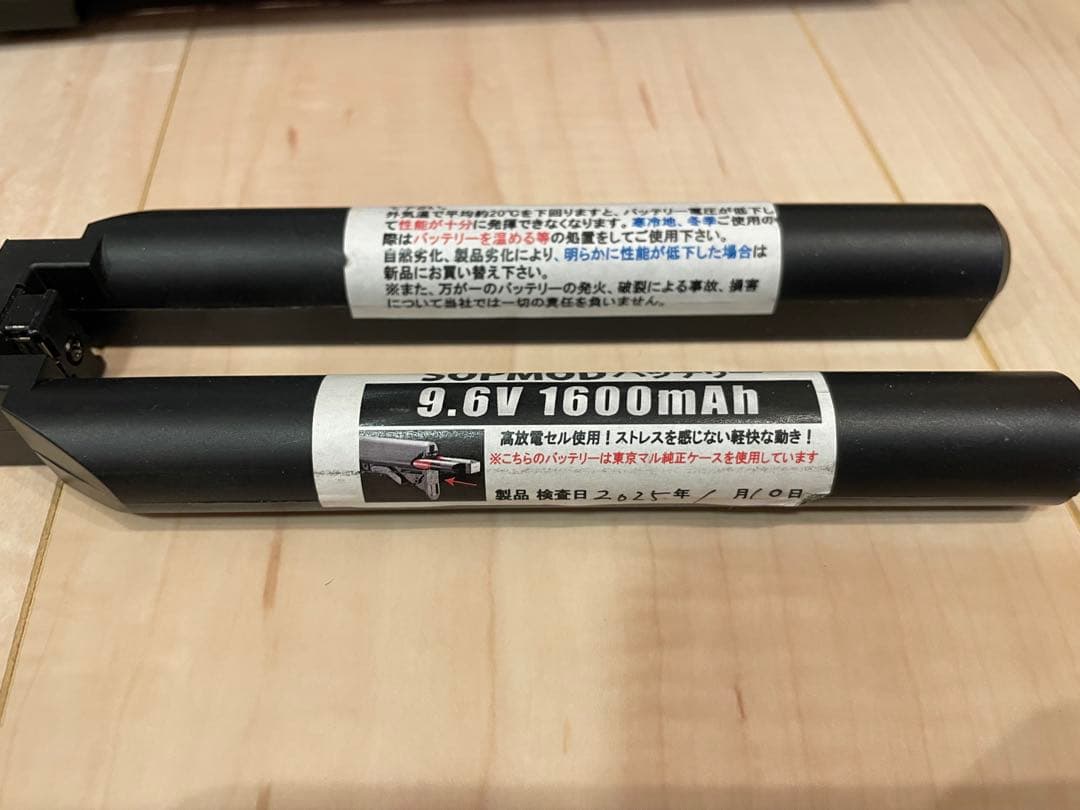 外気温で平均約20℃を下回りますと、バッテリー電圧が低下し
て性能が十分に発揮できなくなります。寒冷地、冬季ご使用の
際はバッテリーを温める等の処置をしてご使用下さい。
自然劣化、製品劣化により、明らかに性能が低下した場合は
新品にお買い替え下さい。
※また、万が一のバッテリーの発火、破裂による事故、損害
について当社では一切の責任を負いません。
SOPMODバッテリー
9.6V 1600mAh
高放電セル使用！ストレスを感じない軽快な動き！
※こちらのバッテリーは東京マル純正ケースを使用しています
製品 検査日 2025年 1 月10日